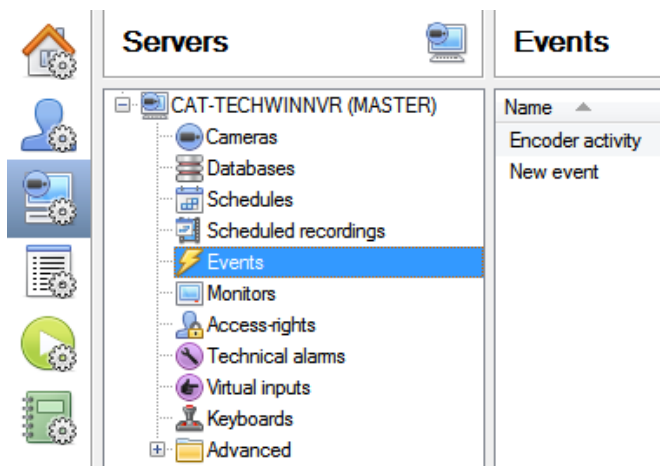 Servers
Events
CAT-TECHWINNVR (MASTER)
Cameras
Databases
Schedules
Scheduled recordings
Events
Monitors
Access-rights
Technical alarms
Virtual inputs
Keyboards
Advanced
Name
Encoder activity
New event